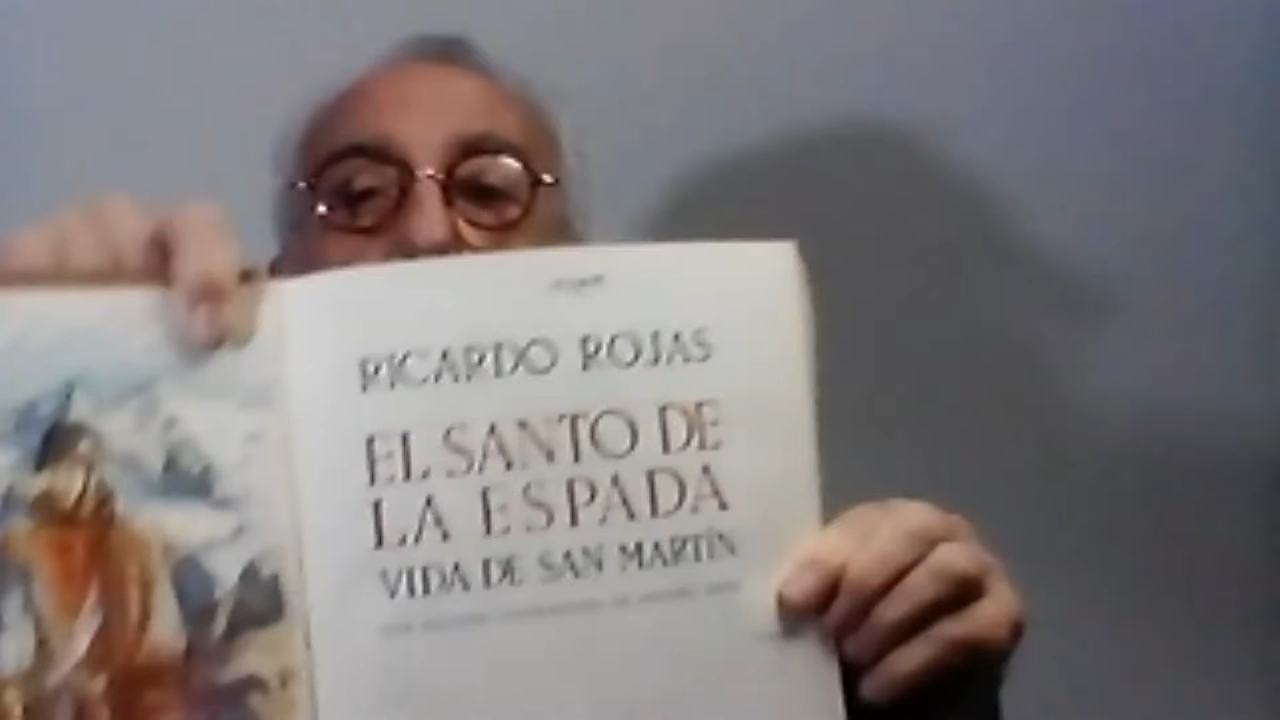 RICARDO ROJAS
EL SANTO DE
LA ESPADA
VIDA DE SAN MARTÍN